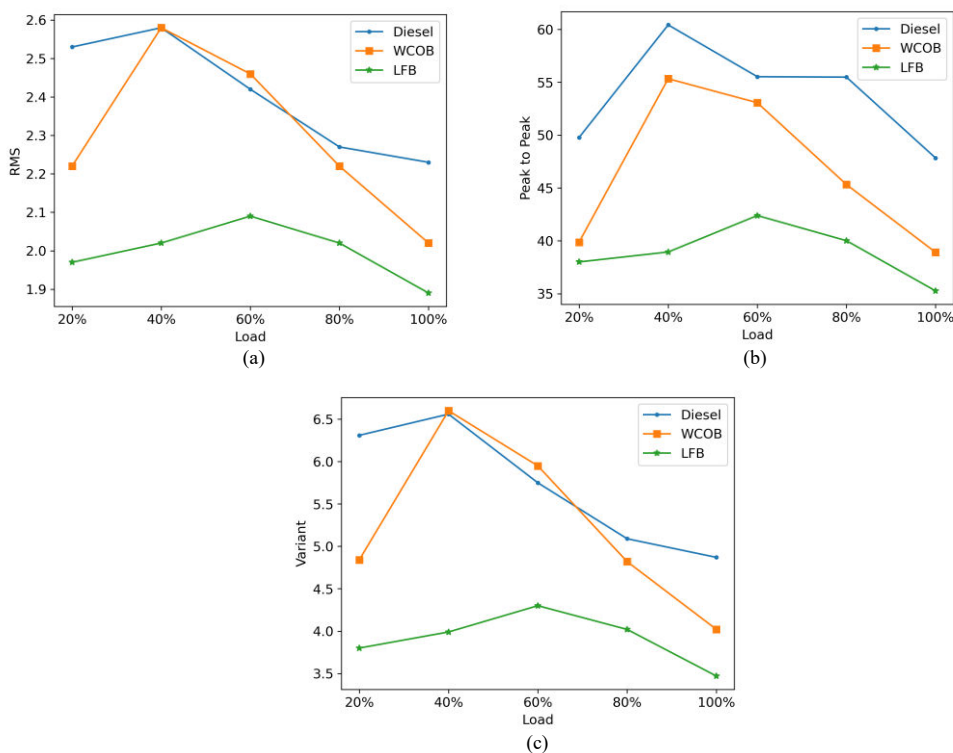 2.6
2.5
2.4
2.3
2.2
2.1
2.0
1.9
RMS
Diesel
WCOB
LFB
20% 40% 60% 80% 100%
Load
(a)
60
55
50
45
40
35
Peak to Peak
Diesel
WCOB
LFB
20% 40% 60% 80% 100%
Load
(b)
6.5
6.0
5.5
5.0
4.5
4.0
3.5
Variant
Diesel
WCOB
LFB
20% 40% 60% 80% 100%
Load
(c)